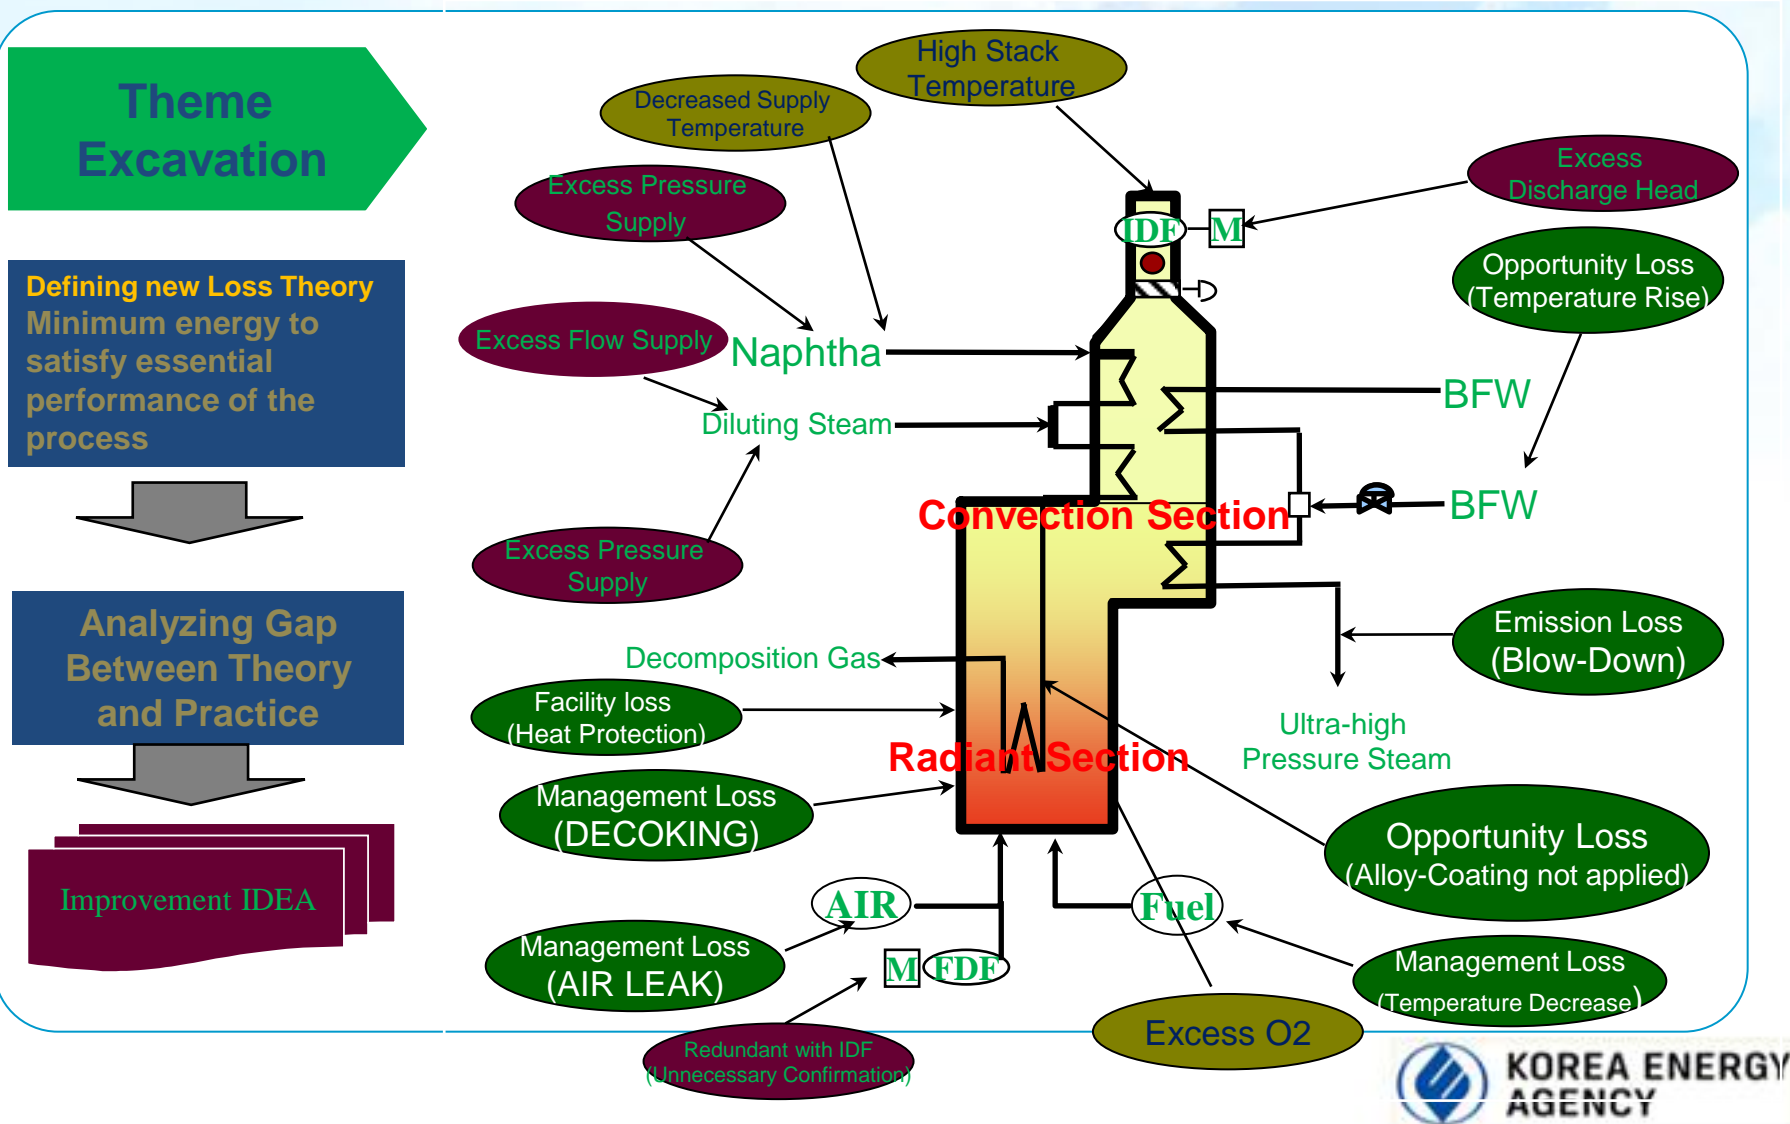 Theme
Excavation
Defining new Loss Theory
Minimum energy to
satisfy essential
performance of the
process
Analyzing Gap
Between Theory
and Practice
Improvement IDEA
High Stack
Temperature
Decreased Supply
Temperature
Excess Pressure
Supply
Excess Flow Supply
Naphtha
Diluting Steam
Excess Pressure
Supply
Excess
Discharge Head
IDF
M
Opportunity Loss
(Temperature Rise)
BFW
BFW
Convection Section
Emission Loss
(Blow-Down)
Decomposition Gas
Facility loss
(Heat Protection)
Ultra-high
Pressure Steam
Radiant Section
Management Loss
(DECOKING)
Opportunity Loss
(Alloy-Coating not applied)
AIR
Fuel
Management Loss
(AIR LEAK)
M
FDF
Management Loss
(Temperature Decrease)
Excess O2
Redundant with IDF
(Unnecessary Confirmation)
KOREA ENERGY
AGENCY